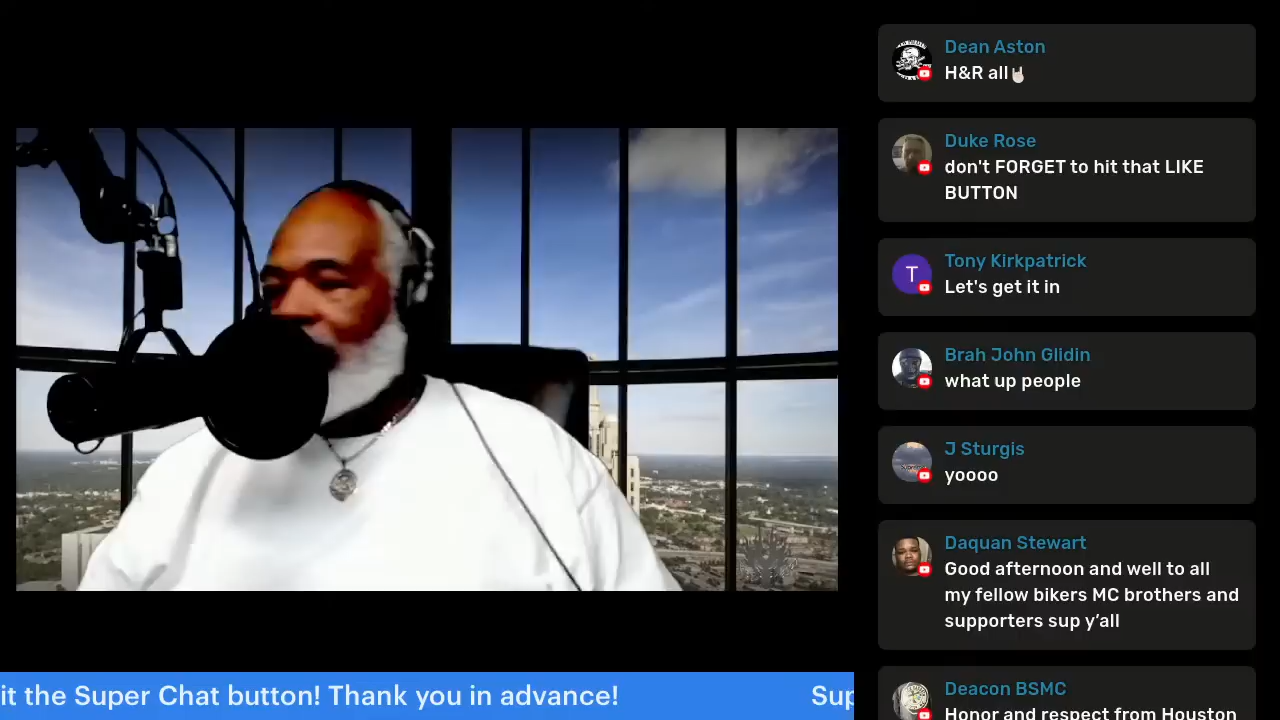 Dean Aston
H&R all🤘🏻
Duke Rose
don't FORGET to hit that LIKE
BUTTON
T
Tony Kirkpatrick
Let's get it in
Brah John Glidin
what up people
J Sturgis
yoooo
Daquan Stewart
Good afternoon and well to all
my fellow bikers MC brothers and
supporters sup y’all
Deacon BSMC
Honor and respect from Houston
it the Super Chat button! Thank you in advance! Sup